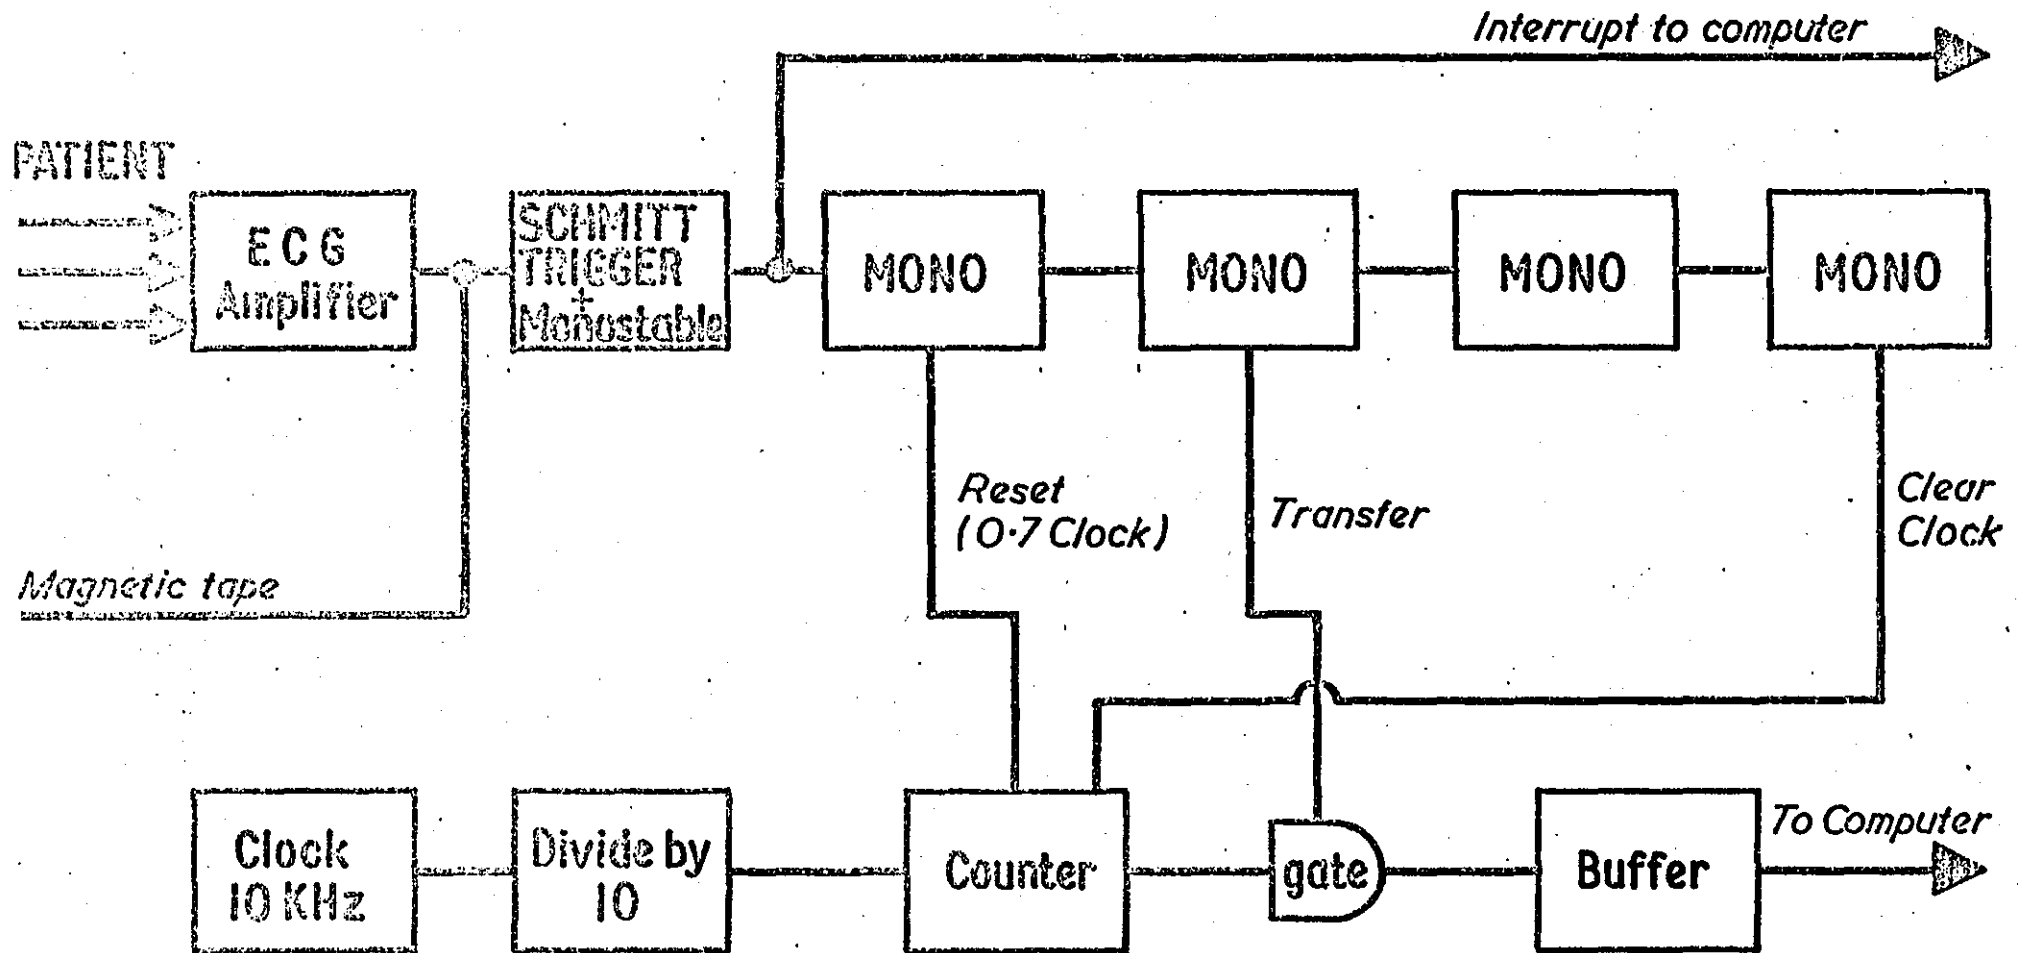 Interrupt to computer
PATIENT
ECG
Amplifier
SCHMITT
TRIGGER
+
Monostable
MONO
MONO
MONO
MONO
Reset
(0·7 Clock)
Transfer
Clear
Clock
Magnetic tape
Clock
10 KHz
Divide by
10
Counter
gate
Buffer
To Computer